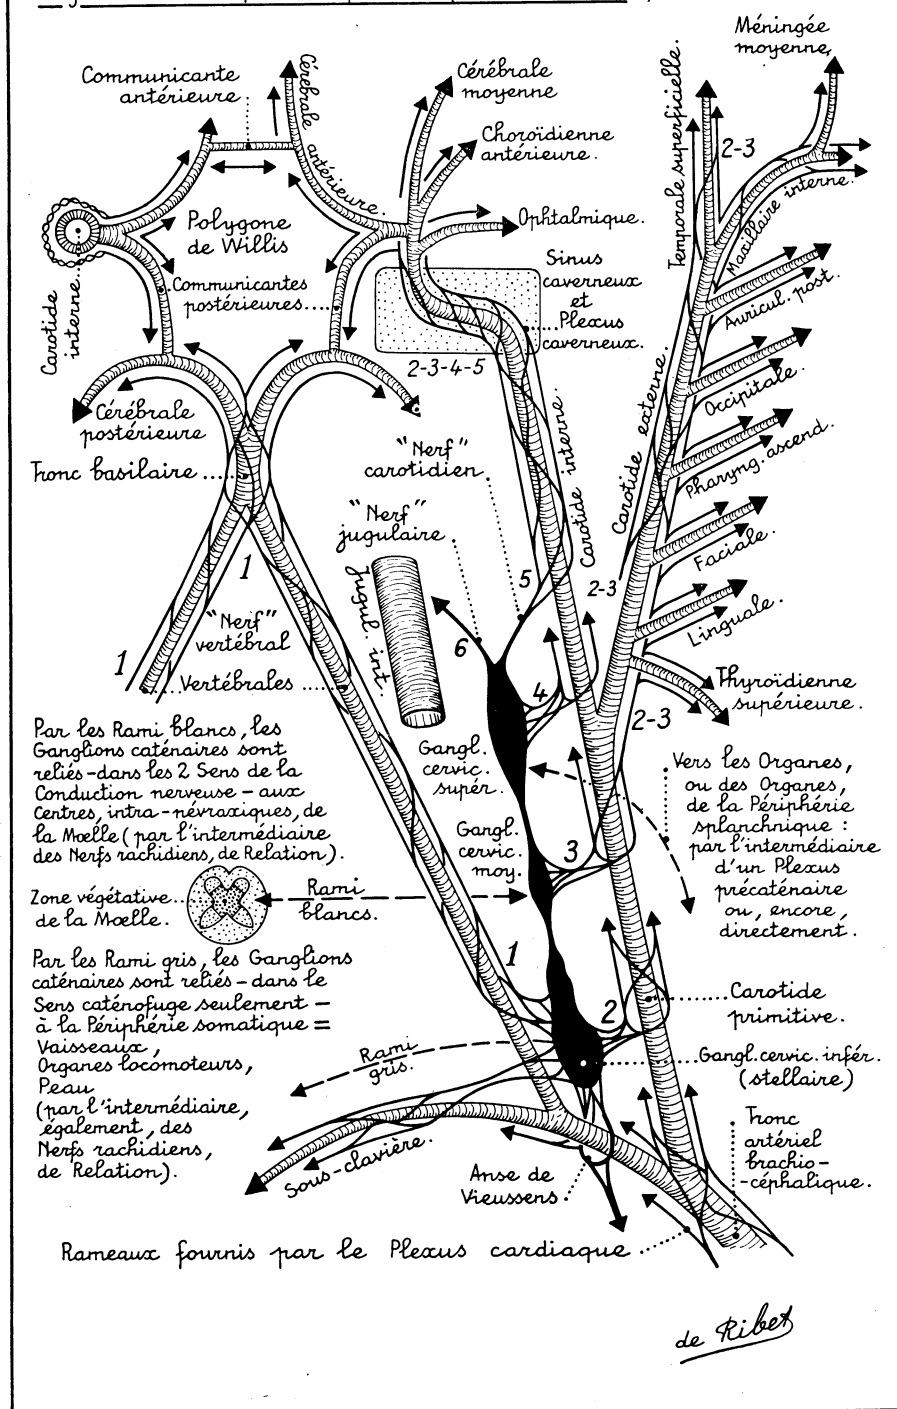 Méningée
moyenne
Communicante
antérieure
Cérébrale
antérieure.
Cérébrale
moyenne
Choroïdienne
antérieure.
Ophtalmique.
Temporale superficielle.
2-3
Maxillaire interne.
Polygone
de Willis
Carotide
interne
Communicantes
postérieures
Sinus
caverneux
et
Plexus
caverneux.
2-3-4-5
Auricul. post.
Occipitale.
Pharyng. ascend.
Faciale.
Linguale.
Thyroïdienne
supérieure.
Carotide externe.
Carotide interne.
2-3
2-3
Cérébrale
postérieure
Tronc basilaire
"Nerf"
carotidien
"Nerf"
jugulaire
Jugul. int.
5
6
4
1
1
"Nerf"
vertébral
Vertébrales
Par les Rami blancs, les
Ganglions caténaires sont
reliés-dans les 2 Sens de la
Conduction nerveuse - aux
Centres, intra-névraxiques, de
la Moelle (par l'intermédiaire
des Nerfs rachidiens, de Relation).
Gangl.
cervic.
supér.
Gangl.
cervic.
moy.
3
Vers les Organes,
ou des Organes,
de la Périphérie
splanchnique :
par l'intermédiaire
d'un Plexus
précaténaire
ou, encore,
directement.
Zone végétative
de la Moelle.
Rami
blancs.
Par les Rami gris, les Ganglions
caténaires sont reliés - dans le
Sens caténofuge seulement -
à la Périphérie somatique =
Vaisseaux,
Organes locomoteurs,
Peau
(par l'intermédiaire,
également, des
Nerfs rachidiens,
de Relation).
1
2
Carotide
primitive.
Rami
gris.
Gangl. cervic. infér.
(stellaire)
Sous-clavière.
Anse de
Vieussens
Tronc
artériel
brachio-
-céphalique.
Rameaux fournis par le Plexus cardiaque
de Ribet